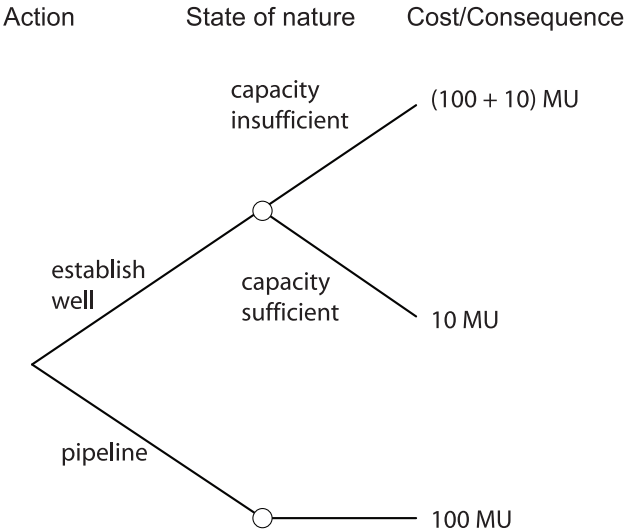 Action State of nature Cost/Consequence
capacity
insufficient
(100 + 10) MU
establish
well
capacity
sufficient
10 MU
pipeline
100 MU